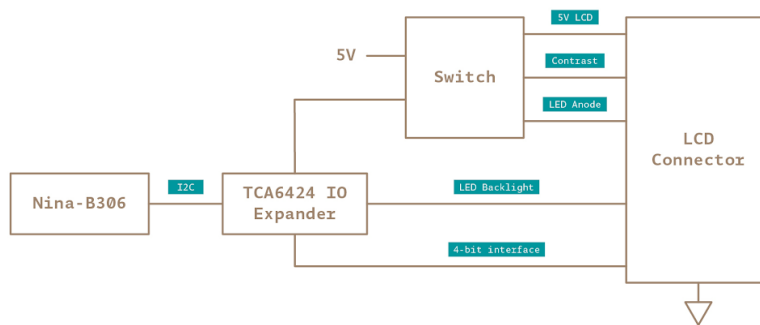 5V LCD
5V
Contrast
Switch
LED Anode
LCD
Connector
I2C
Nina-B306
TCA6424 IO
Expander
LED Backlight
4-bit interface